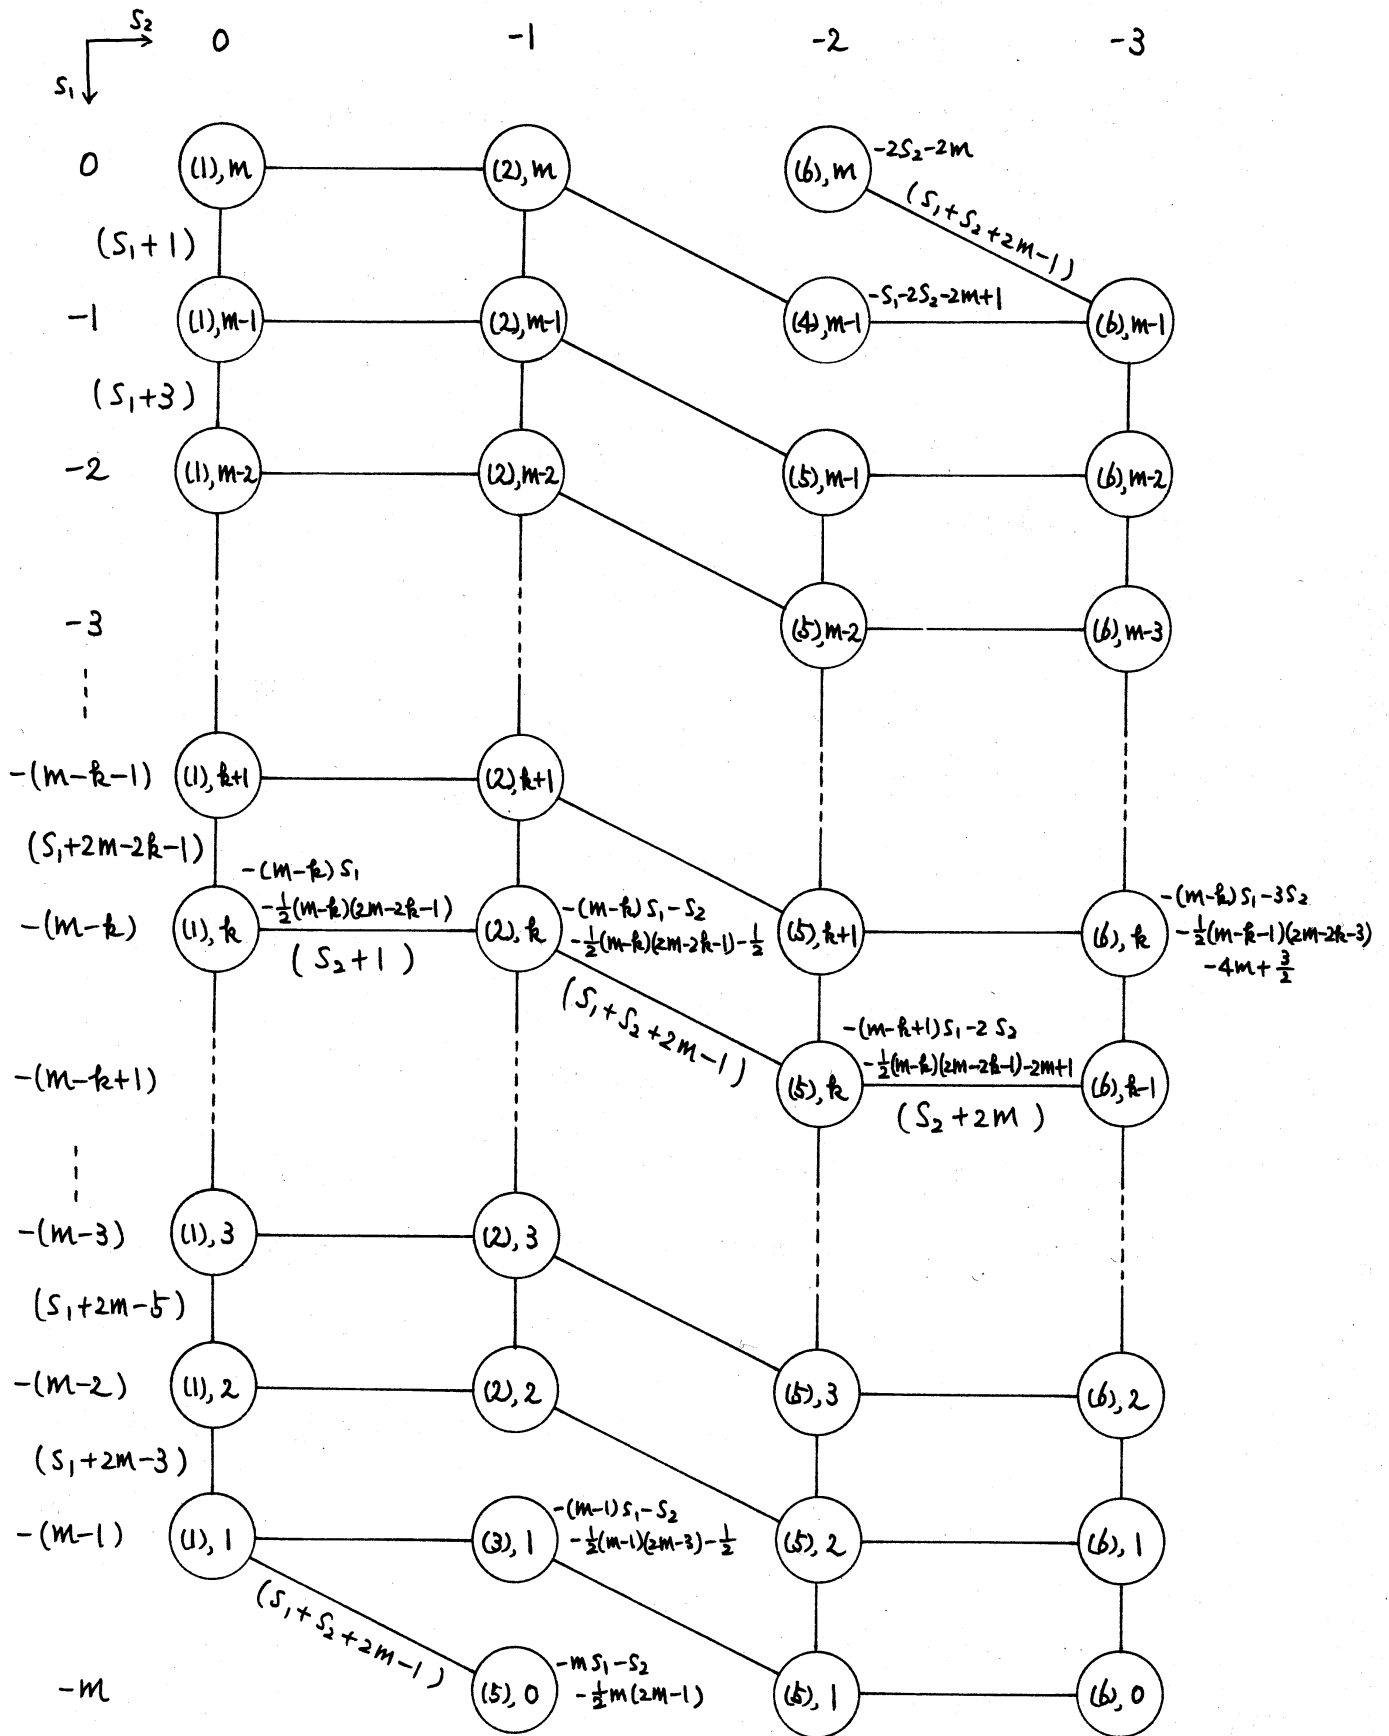 S₂
0 -1 -2 -3
S₁
0 (1),m (2),m (6),m -2S₂-2m
(S₁+1) (S₁+S₂+2m-1)
-1 (1),m-1 (2),m-1 (4),m-1 -S₁-2S₂-2m+1 (6),m-1
(S₁+3)
-2 (1),m-2 (2),m-2 (5),m-1 (6),m-2
-3 (5),m-2 (6),m-3
-(m-k-1) (1),k+1 (2),k+1
(S₁+2m-2k-1)
-(m-k)S₁ -(m-k)S₁-S₂ -(m-k)S₁-3S₂
-(m-k) (1),k -½(m-k)(2m-2k-1) (2),k -½(m-k)(2m-2k-1)-½ (5),k+1 (6),k -½(m-k-1)(2m-2k-3)
(S₂+1) -4m+3/2
(S₁+S₂+2m-1) -(m-k+1)S₁-2S₂
-(m-k+1) (5),k -½(m-k)(2m-2k-1)-2m+1 (6),k-1
(S₂+2m)
-(m-3) (1),3 (2),3
(S₁+2m-5)
-(m-2) (1),2 (2),2 (5),3 (6),2
(S₁+2m-3)
-(m-1)S₁-S₂
-(m-1) (1),1 (3),1 -½(m-1)(2m-3)-½ (5),2 (6),1
(S₁+S₂+2m-1)
-mS₁-S₂
-m (5),0 -½m(2m-1) (5),1 (6),0